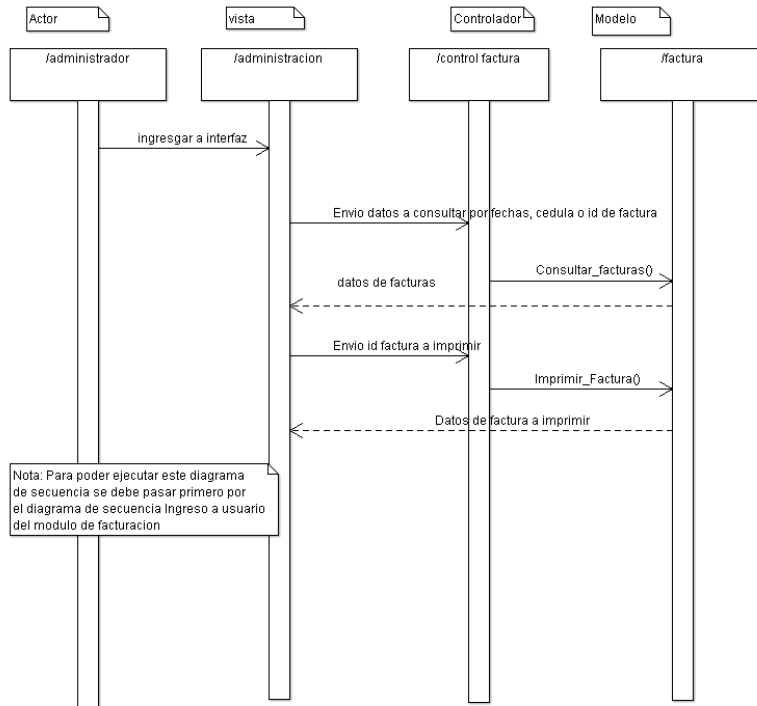 Actor
vista
Controlador
Modelo
/administrador
/administracion
/control factura
/factura
ingresgar a interfaz
Envio datos a consultar por fechas, cedula o id de factura
Consultar_facturas()
datos de facturas
Envio id factura a imprimir
Imprimir_Factura()
Datos de factura a imprimir
Nota: Para poder ejecutar este diagrama
de secuencia se debe pasar primero por
el diagrama de secuencia Ingreso a usuario
del modulo de facturacion